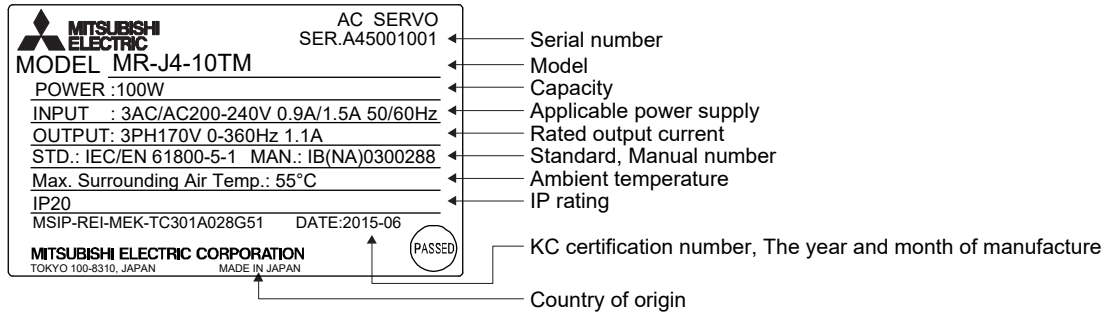 MITSUBISHI
ELECTRIC
AC SERVO
SER.A45001001
Serial number
MODEL MR-J4-10TM
Model
POWER :100W
Capacity
INPUT : 3AC/AC200-240V 0.9A/1.5A 50/60Hz
Applicable power supply
OUTPUT: 3PH170V 0-360Hz 1.1A
Rated output current
STD.: IEC/EN 61800-5-1 MAN.: IB(NA)0300288
Standard, Manual number
Max. Surrounding Air Temp.: 55°C
Ambient temperature
IP20
IP rating
MSIP-REI-MEK-TC301A028G51 DATE:2015-06
KC certification number, The year and month of manufacture
PASSED
MITSUBISHI ELECTRIC CORPORATION
TOKYO 100-8310, JAPAN MADE IN JAPAN
Country of origin